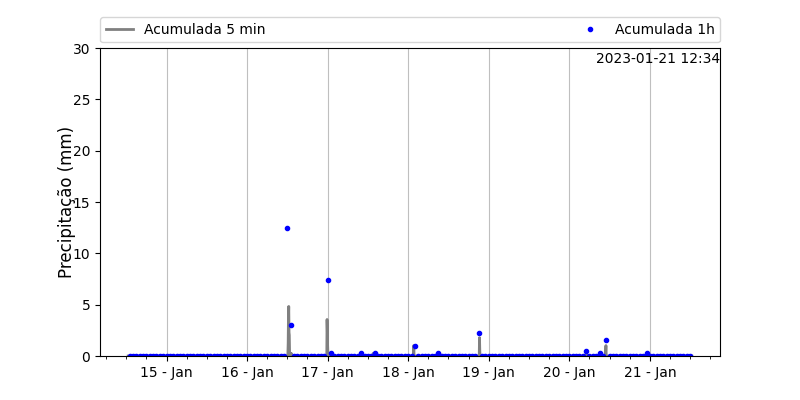 Acumulada 5 min
Acumulada 1h
2023-01-21 12:34
Precipitação (mm)
30
25
20
15
10
5
0
15 - Jan
16 - Jan
17 - Jan
18 - Jan
19 - Jan
20 - Jan
21 - Jan